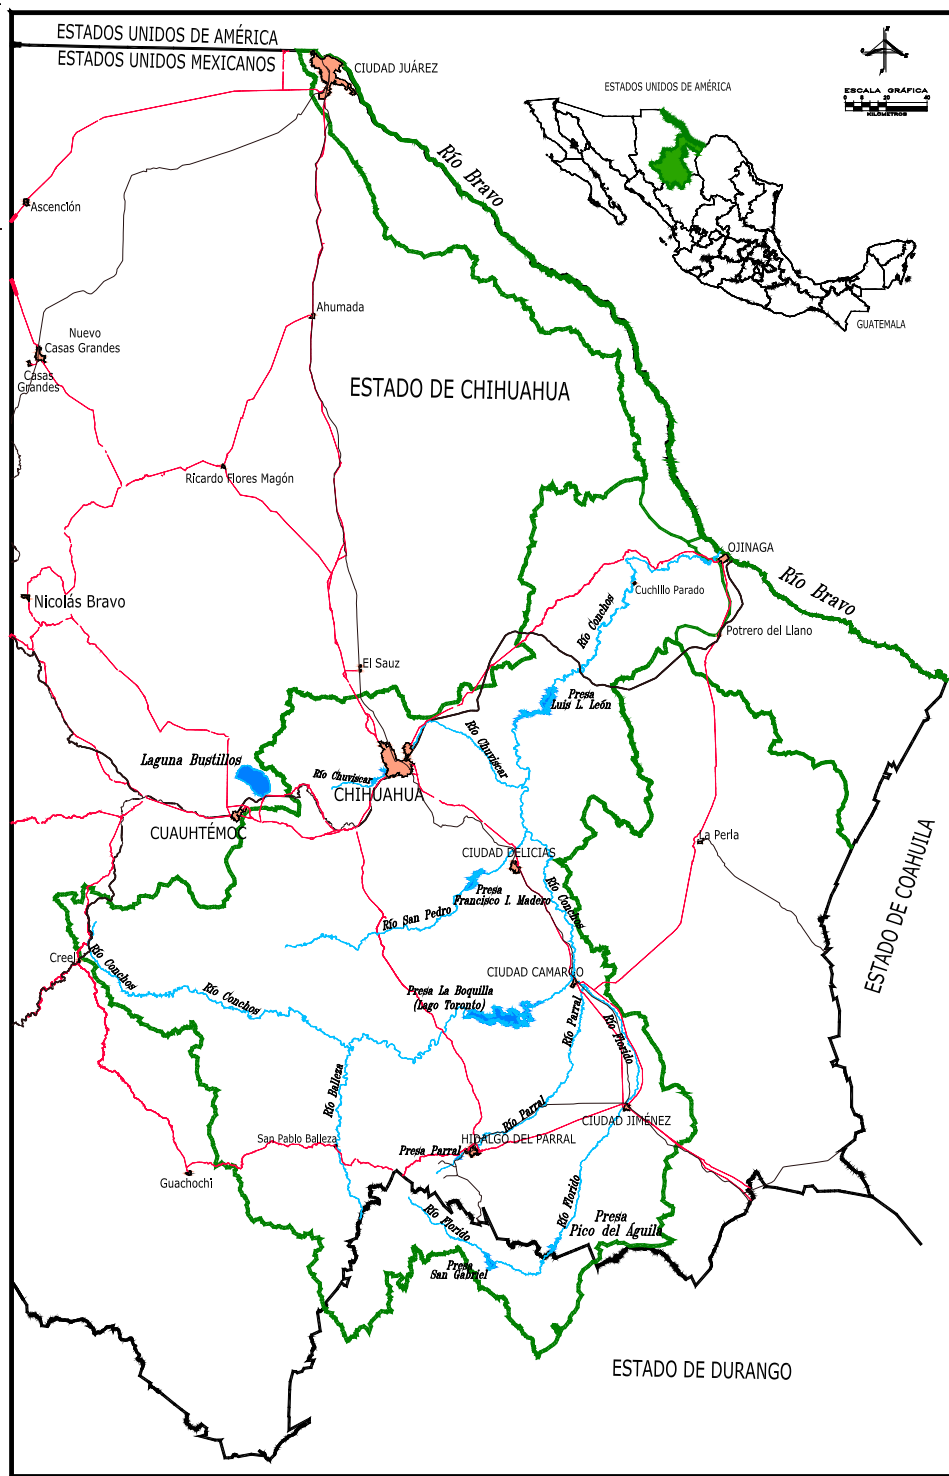 ESTADOS UNIDOS DE AMÉRICA
ESTADOS UNIDOS MEXICANOS
CIUDAD JUÁREZ
ESTADOS UNIDOS DE AMÉRICA
ESCALA GRÁFICA
0
20
40
KILOMETROS
Río Bravo
Ascención
Ahumada
GUATEMALA
Nuevo
Casas Grandes
Casas
Grandes
ESTADO DE CHIHUAHUA
Ricardo Flores Magón
OJINAGA
Río Bravo
Cuchillo Parado
Nicolás Bravo
Río Conchos
Potrero del Llano
El Sauz
Presa
Luis L. León
Río Chuviscar
Laguna Bustillos
Río Chuviscar
CHIHUAHUA
CUAUHTÉMOC
La Perla
CIUDAD DELICIAS
ESTADO DE COAHUILA
Presa
Francisco I. Madero
Río Conchos
Río San Pedro
Creel
Río Conchos
CIUDAD CAMARGO
Río Conchos
Presa La Boquilla
(Lago Toronto)
Río Parral
Río Florido
Río Balleza
Río Parral
CIUDAD JIMÉNEZ
San Pablo Balleza
HIDALGO DEL PARRAL
Presa Parral
Guachochi
Río Florido
Río Florido
Presa
Pico del Águila
Presa
San Gabriel
ESTADO DE DURANGO